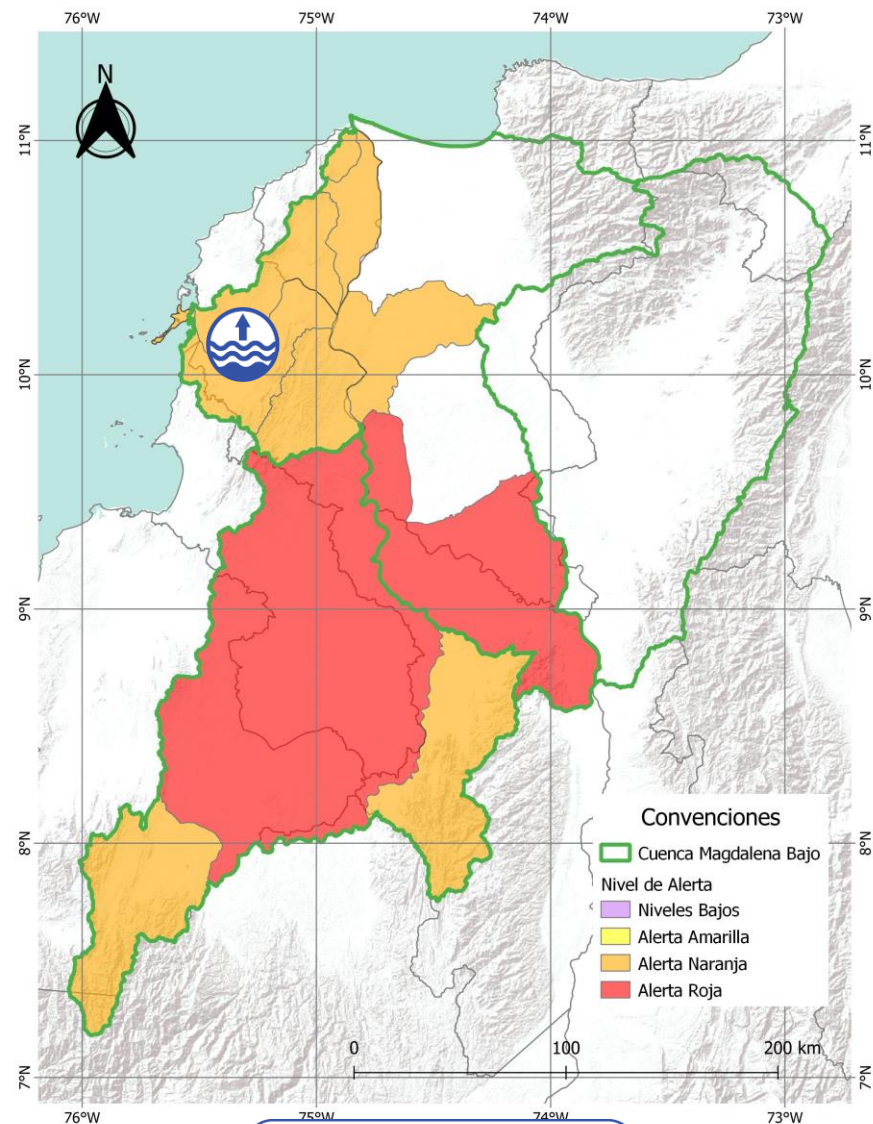 76°W 75°W 74°W 73°W
N
11°N 11°N
10°N 10°N
9°N 9°N
8°N 8°N
7°N 7°N
Convenciones
Cuenca Magdalena Bajo
Nivel de Alerta
Niveles Bajos
Alerta Amarilla
Alerta Naranja
Alerta Roja
0 100 200 km
76°W 75°W 74°W 73°W